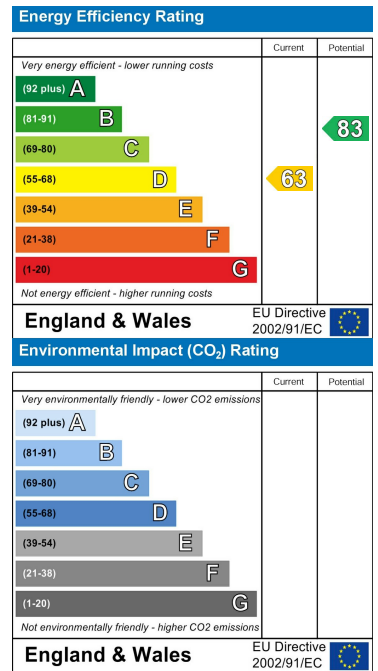 Energy Efficiency Rating
Current Potential
Very energy efficient - lower running costs
(92 plus) A
(81-91) B
(69-80) C
(55-68) D
(39-54) E
(21-38) F
(1-20) G
63
83
Not energy efficient - higher running costs
England & Wales
EU Directive
2002/91/EC
Environmental Impact (CO₂) Rating
Current Potential
Very environmentally friendly - lower CO2 emissions
(92 plus) A
(81-91) B
(69-80) C
(55-68) D
(39-54) E
(21-38) F
(1-20) G
Not environmentally friendly - higher CO2 emissions
England & Wales
EU Directive
2002/91/EC